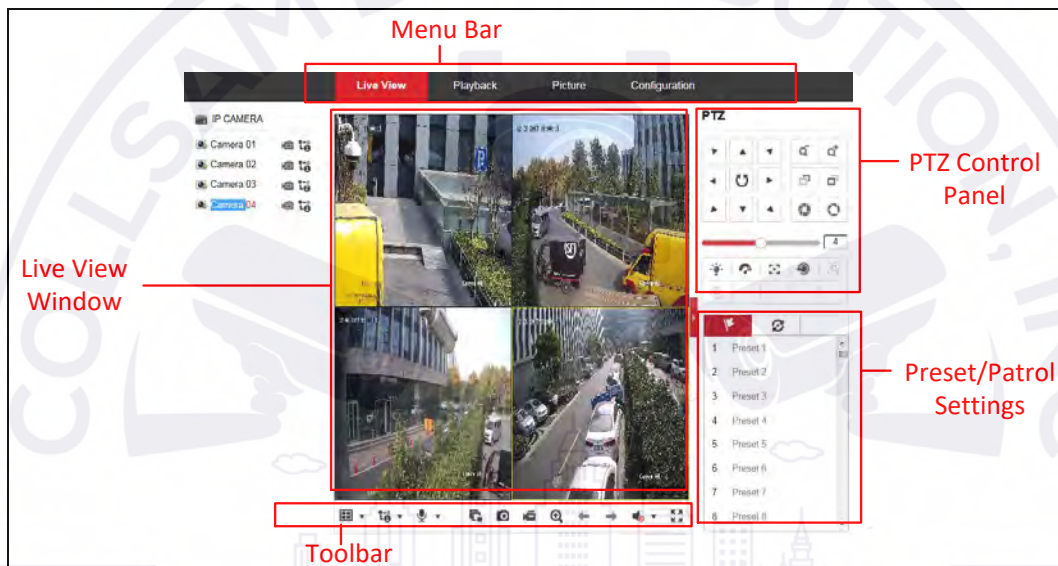 Menu Bar
Live View
Playback
Picture
Configuration
IP CAMERA
Camera 01
Camera 02
Camera 03
Camera 04
PTZ
4
PTZ Control
Panel
Live View
Window
1 Preset 1
2 Preset 2
3 Preset 3
4 Preset 4
5 Preset 5
6 Preset 6
7 Preset 7
8 Preset 8
Preset/Patrol
Settings
Toolbar